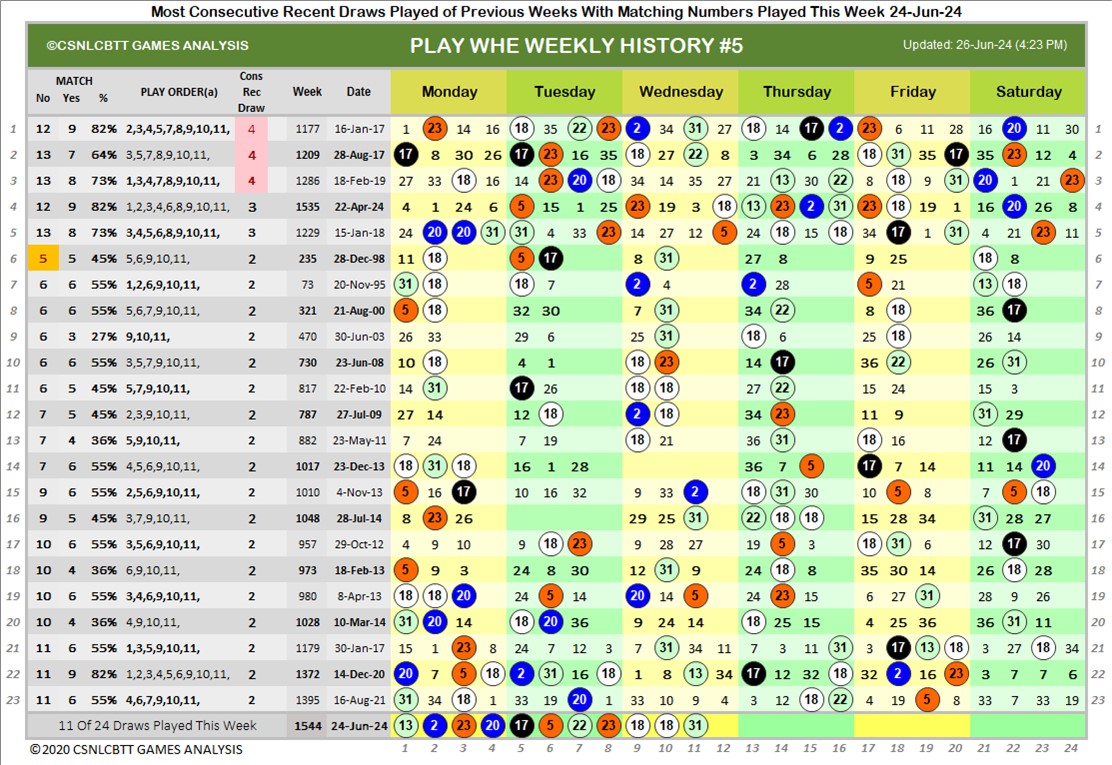 Most Consecutive Recent Draws Played of Previous Weeks With Matching Numbers Played This Week 24-Jun-24
©CSNLCBTT GAMES ANALYSIS PLAY WHE WEEKLY HISTORY #5 Updated: 26-Jun-24 (4:23 PM)
No MATCH Yes % PLAY ORDER(a) Cons Rec Draw Week Date Monday Tuesday Wednesday Thursday Friday Saturday
1 12 9 82% 2,3,4,5,7,8,9,10,11, 4 1177 16-Jan-17 1 23 14 16 18 35 22 23 2 34 31 27 18 14 17 2 23 6 11 28 16 20 11 30 1
2 13 7 64% 3,5,7,8,9,10,11, 4 1209 28-Aug-17 17 8 30 26 17 23 16 35 18 27 22 8 3 34 6 28 18 31 35 17 35 23 12 4 2
3 13 8 73% 1,3,4,7,8,9,10,11, 4 1286 18-Feb-19 27 33 18 16 14 23 20 18 34 14 35 27 21 13 30 22 8 18 9 31 20 1 21 23 3
4 12 9 82% 1,2,3,4,6,8,9,10,11, 3 1535 22-Apr-24 4 1 24 6 5 15 1 25 23 19 3 18 13 23 2 31 23 18 19 1 16 20 26 8 4
5 13 8 73% 3,4,5,6,8,9,10,11, 3 1229 15-Jan-18 24 20 20 31 31 4 33 23 14 27 12 5 24 18 15 18 34 17 1 31 4 21 23 11 5
6 5 5 45% 5,6,9,10,11, 2 235 28-Dec-98 11 18 5 17 8 31 27 8 9 25 18 8 6
7 6 6 55% 1,2,6,9,10,11, 2 73 20-Nov-95 31 18 18 7 2 4 2 28 5 21 13 18 7
8 6 6 55% 5,6,7,9,10,11, 2 321 21-Aug-00 5 18 32 30 7 31 34 22 8 18 36 17 8
9 6 3 27% 9,10,11, 2 470 30-Jun-03 26 33 29 6 25 31 18 6 25 18 26 14 9
10 6 6 55% 3,5,7,9,10,11, 2 730 23-Jun-08 10 18 4 1 18 23 14 17 36 22 26 31 10
11 6 5 45% 5,7,9,10,11, 2 817 22-Feb-10 14 31 17 26 18 18 27 22 15 24 15 3 11
12 7 5 45% 2,3,9,10,11, 2 787 27-Jul-09 27 14 12 18 2 18 34 23 11 9 31 29 12
13 7 4 36% 5,9,10,11, 2 882 23-May-11 7 24 7 19 18 21 36 31 18 16 12 17 13
14 7 6 55% 4,5,6,9,10,11, 2 1017 23-Dec-13 18 31 18 16 1 28 36 7 5 17 7 14 11 14 20 14
15 9 6 55% 2,5,6,9,10,11, 2 1010 4-Nov-13 5 16 17 10 16 32 9 33 2 18 31 30 10 5 8 7 5 18 15
16 9 5 45% 3,7,9,10,11, 2 1048 28-Jul-14 8 23 26 29 25 31 22 18 18 15 28 34 31 28 27 16
17 10 6 55% 3,5,6,9,10,11, 2 957 29-Oct-12 4 9 10 9 18 23 9 28 27 14 5 3 18 31 6 12 17 30 17
18 10 4 36% 6,9,10,11, 2 973 18-Feb-13 5 9 3 24 8 30 12 31 9 24 18 8 35 30 14 26 18 28 18
19 10 6 55% 3,4,6,9,10,11, 2 980 8-Apr-13 18 18 20 24 5 14 20 14 5 24 23 15 6 27 31 28 9 26 19
20 10 4 36% 4,9,10,11, 2 1028 10-Mar-14 31 20 14 18 20 36 9 24 14 18 25 15 4 25 36 36 31 11 20
21 11 6 55% 1,3,5,9,10,11, 2 1179 30-Jan-17 15 1 23 8 24 7 12 3 7 31 34 11 7 3 11 31 3 17 13 18 3 27 18 34 21
22 11 9 82% 1,2,3,4,5,6,9,10,11, 2 1372 14-Dec-20 20 7 5 18 2 31 16 18 1 8 13 34 17 12 32 18 32 2 16 23 3 7 7 6 22
23 11 6 55% 4,6,7,9,10,11, 2 1395 16-Aug-21 31 34 18 1 33 19 20 1 33 10 9 4 3 12 18 22 4 19 5 8 33 7 33 19 23
11 Of 24 Draws Played This Week 1544 24-Jun-24 13 2 23 20 17 5 22 23 18 18 31
© 2020 CSNLCBTT GAMES ANALYSIS 1 2 3 4 5 6 7 8 9 10 11 12 13 14 15 16 17 18 19 20 21 22 23 24